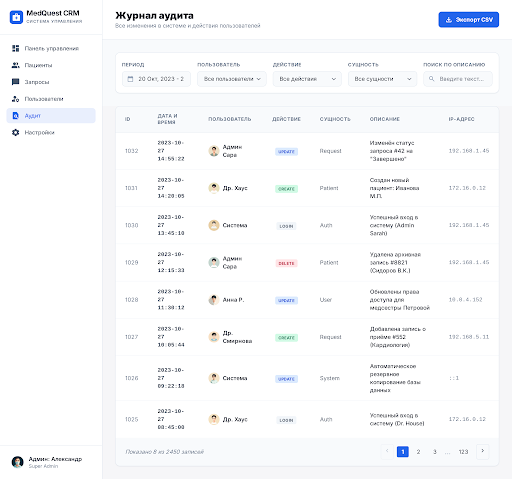 MedQuest CRM
СИСТЕМА УПРАВЛЕНИЯ
Панель управления
Пациенты
Запросы
Пользователи
Аудит
Настройки
Админ: Александр
Super Admin
Журнал аудита
Все изменения в системе и действия пользователей
Экспорт CSV
ПЕРИОД
ПОЛЬЗОВАТЕЛЬ
ДЕЙСТВИЕ
СУЩНОСТЬ
ПОИСК ПО ОПИСАНИЮ
20 Окт, 2023 - 2
Все пользователи
Все действия
Все сущности
Введите текст...
ID
ДАТА И
ВРЕМЯ
ПОЛЬЗОВАТЕЛЬ
ДЕЙСТВИЕ
СУЩНОСТЬ
ОПИСАНИЕ
IP-АДРЕС
1032
2023-10-
27
14:55:22
Админ
Сара
UPDATE
Request
Изменён статус
запроса #42 на
"Завершено"
192.168.1.45
1031
2023-10-
27
14:20:05
Др. Хаус
CREATE
Patient
Создан новый
пациент: Иванова
М.П.
172.16.0.12
1030
2023-10-
27
13:45:10
Система
LOGIN
Auth
Успешный вход в
систему (Admin
Sarah)
192.168.1.45
1029
2023-10-
27
12:15:33
Админ
Сара
DELETE
Patient
Удалена архивная
запись #8821
(Сидоров В.К.)
192.168.1.45
1028
2023-10-
27
11:30:12
Анна Р.
UPDATE
User
Обновлены права
доступа для
медсестры Петровой
10.0.4.152
1027
2023-10-
27
10:05:44
Др.
Смирнова
CREATE
Request
Добавлена запись о
приёме #552
(Кардиология)
192.168.5.11
1026
2023-10-
27
09:22:18
Система
UPDATE
System
Автоматическое
резервное
копирование базы
данных
::1
1025
2023-10-
27
08:45:00
Др. Хаус
LOGIN
Auth
Успешный вход в
систему (Dr. House)
172.16.0.12
Показано 8 из 2450 записей
1 2 3 ... 123